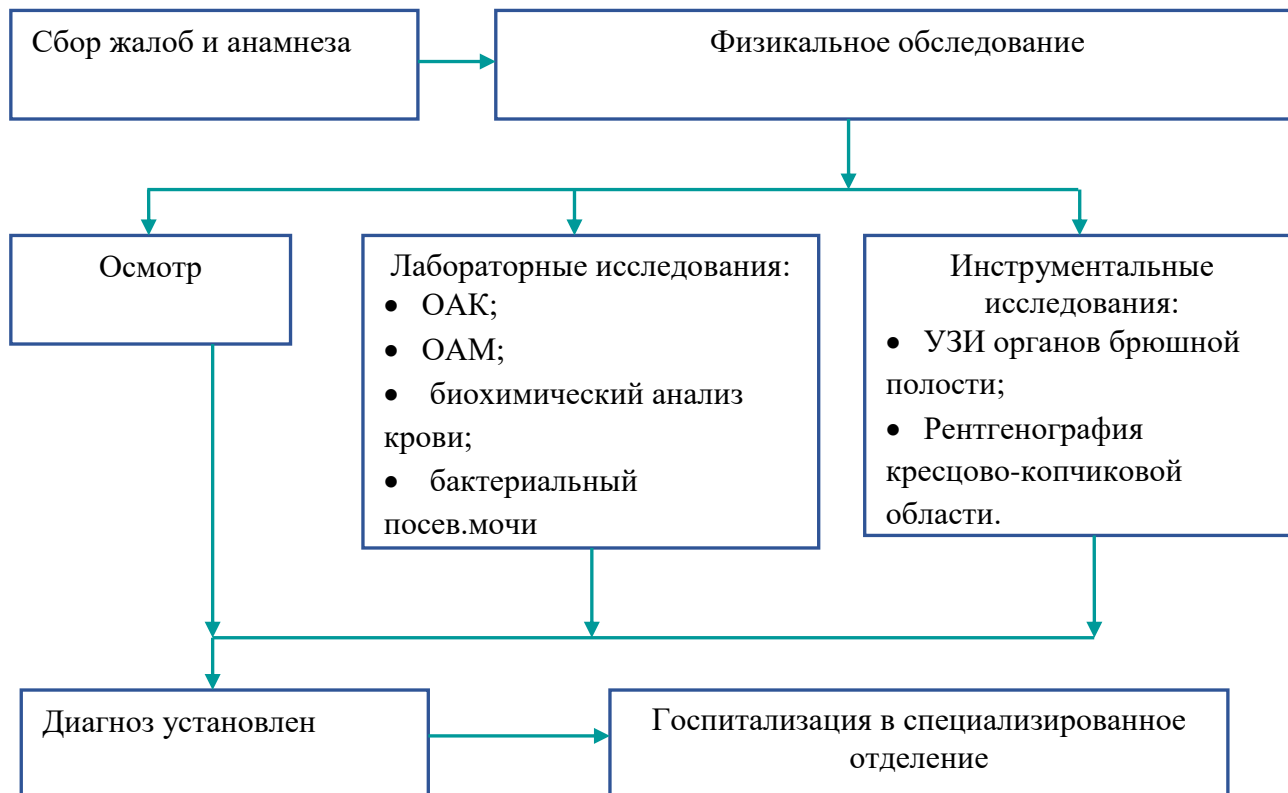 Сбор жалоб и анамнеза
Физикальное обследование
Осмотр
Лабораторные исследования:
• ОАК;
• ОАМ;
• биохимический анализ
крови;
• бактериальный
посев.мочи
Инструментальные
исследования:
• УЗИ органов брюшной
полости;
• Рентгенография
кресцово-копчиковой
области.
Диагноз установлен
Госпитализация в специализированное
отделение